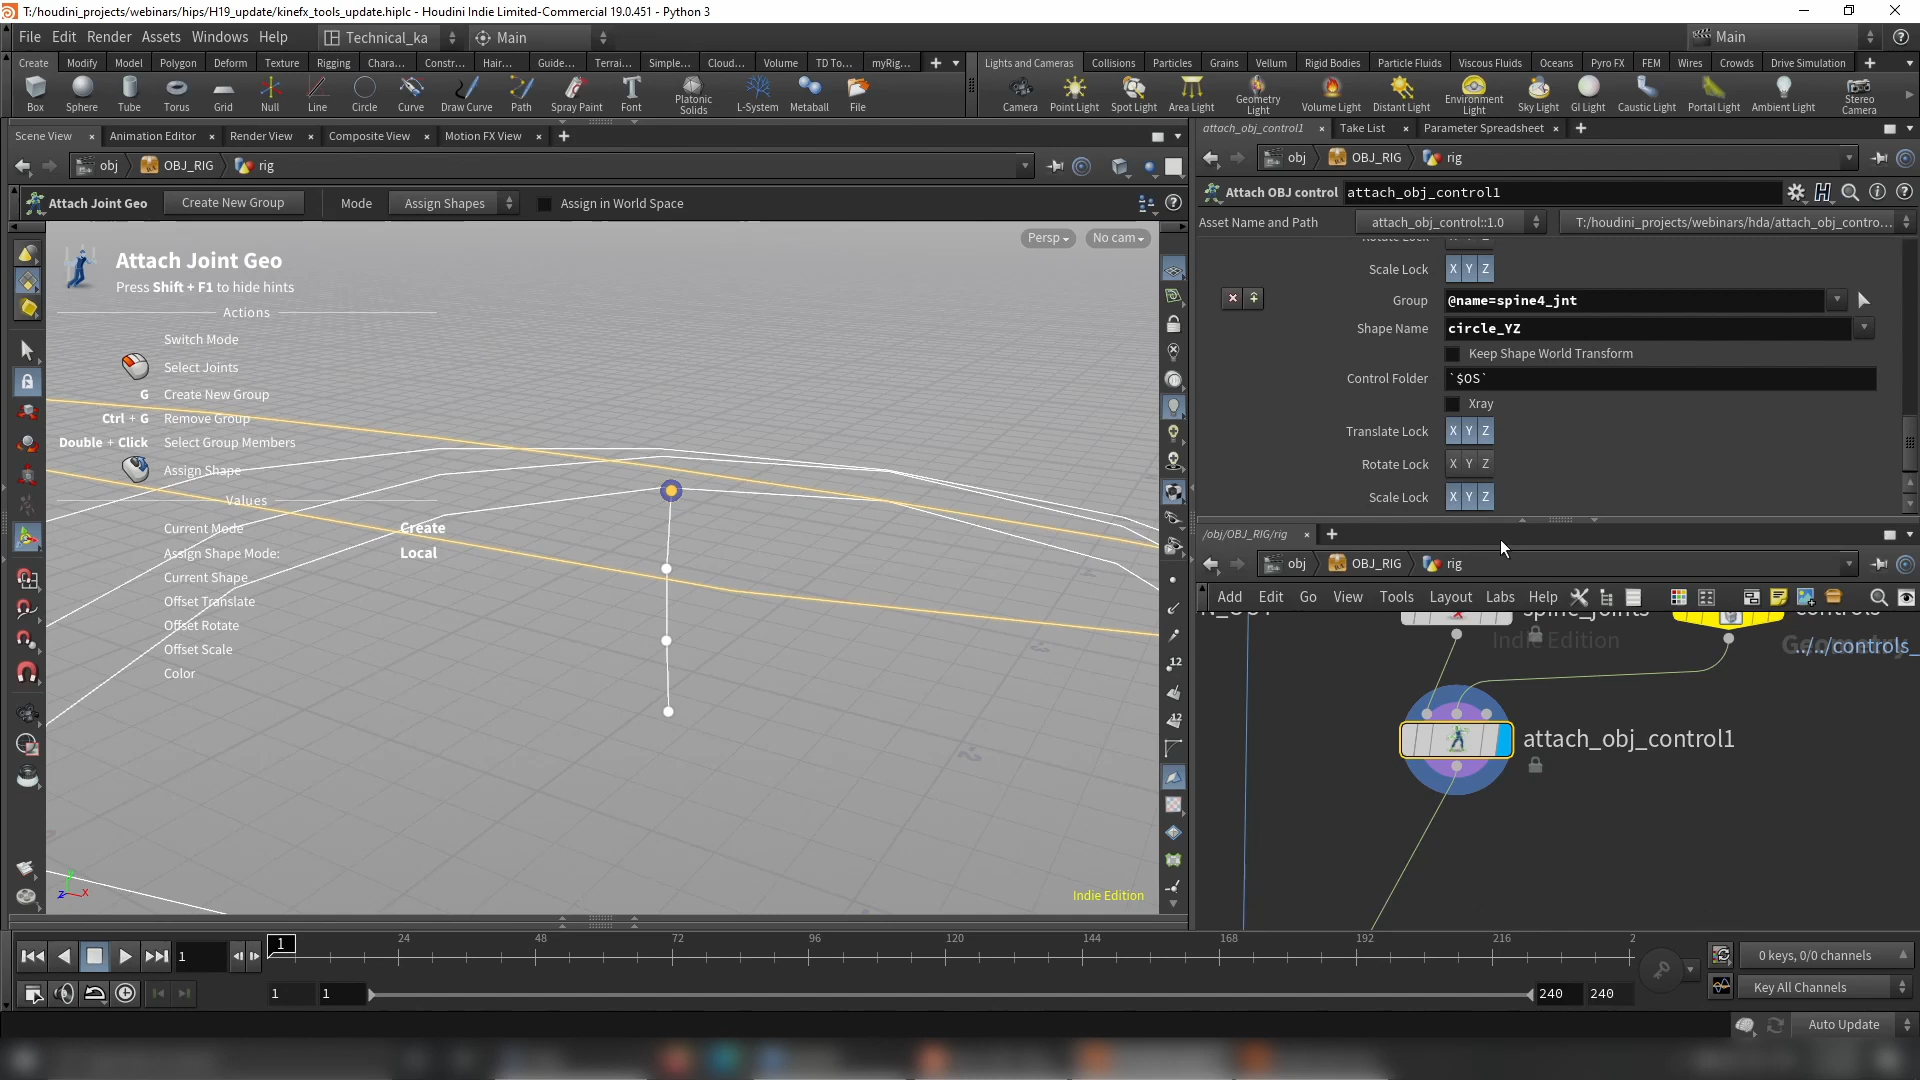 T:/houdini_projects/webinars/hips/H19_update/kinefx_tools_update.hiplc - Houdini Indie Limited-Commercial 19.0.451 - Python 3
File Edit Render Assets Windows Help Technical_ka Main Main
Create Modify Model Polygon Deform Texture Rigging Chara... Constr... Hair... Guide... Terrai... Simple... Cloud... Volume TD To... myRig...
Lights and Cameras Collisions Particles Grains Vellum Rigid Bodies Particle Fluids Viscous Fluids Oceans Pyro FX FEM Wires Crowds Drive Simulation
Box Sphere Tube Torus Grid Null Line Circle Curve Draw Curve Path Spray Paint Font Platonic Solids L-System Metaball File
Camera Point Light Spot Light Area Light Geometry Light Volume Light Distant Light Environment Light Sky Light GI Light Caustic Light Portal Light Ambient Light Stereo Camera
Scene View Animation Editor Render View Composite View Motion FX View
attach_obj_control1 Take List Parameter Spreadsheet
obj OBJ_RIG rig
obj OBJ_RIG rig
Attach Joint Geo Create New Group Mode Assign Shapes Assign in World Space
Attach OBJ control attach_obj_control1
Asset Name and Path attach_obj_control::1.0 T:/houdini_projects/webinars/hda/attach_obj_contro...
Persp No cam
Attach Joint Geo
Press Shift + F1 to hide hints
Actions
Switch Mode
Select Joints
G Create New Group
Ctrl + G Remove Group
Double + Click Select Group Members
Assign Shape
Values
Current Mode Create
Assign Shape Mode: Local
Current Shape
Offset Translate
Offset Rotate
Offset Scale
Color
Indie Edition
Scale Lock X Y Z
Group @name=spine4_jnt
Shape Name circle_YZ
Keep Shape World Transform
Control Folder `$OS`
Xray
Translate Lock X Y Z
Rotate Lock X Y Z
Scale Lock X Y Z
/obj/OBJ_RIG/rig
obj OBJ_RIG rig
Add Edit Go View Tools Layout Labs Help
Indie Edition
../../controls_
attach_obj_control1
1 1 24 48 72 96 120 144 168 192 216 2
0 keys, 0/0 channels
1 1 240 240
Key All Channels
Auto Update